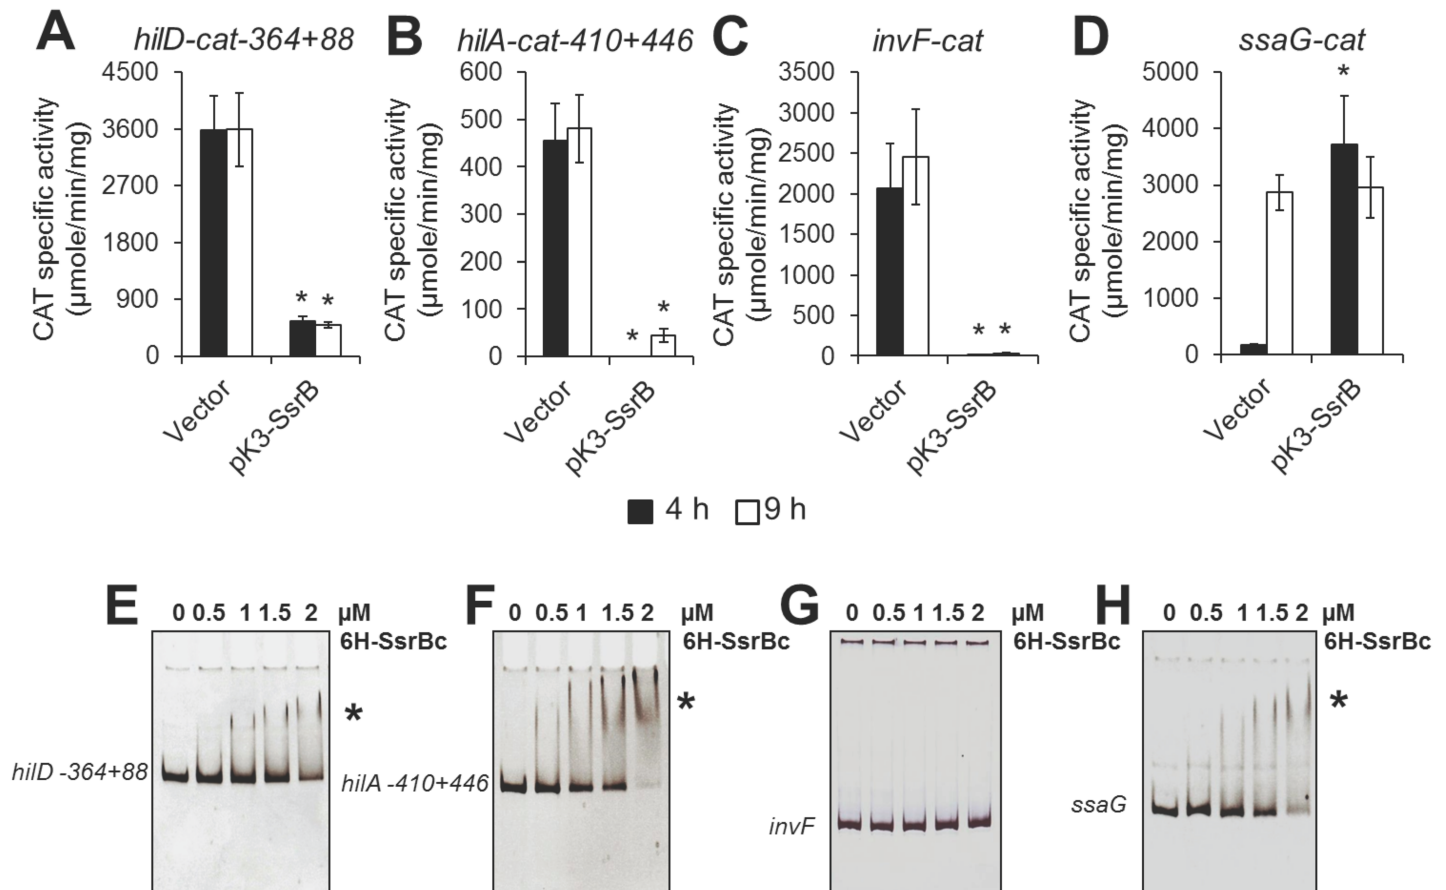 A hilD-cat-364+88
CAT specific activity
(µmole/min/mg)
4500
3600
2700
1800
900
0
* *
Vector
pK3-SsrB
B hilA-cat-410+446
CAT specific activity
(µmole/min/mg)
600
500
400
300
200
100
0
* *
Vector
pK3-SsrB
C invF-cat
CAT specific activity
(µmole/min/mg)
3500
3000
2500
2000
1500
1000
500
0
* *
Vector
pK3-SsrB
D ssaG-cat
CAT specific activity
(µmole/min/mg)
5000
4000
3000
2000
1000
0
*
Vector
pK3-SsrB
4 h 9 h
E 0 0.5 1 1.5 2 µM
6H-SsrBc
*
hilD -364+88
F 0 0.5 1 1.5 2 µM
6H-SsrBc
*
hilA -410+446
G 0 0.5 1 1.5 2 µM
6H-SsrBc
invF
H 0 0.5 1 1.5 2 µM
6H-SsrBc
*
ssaG